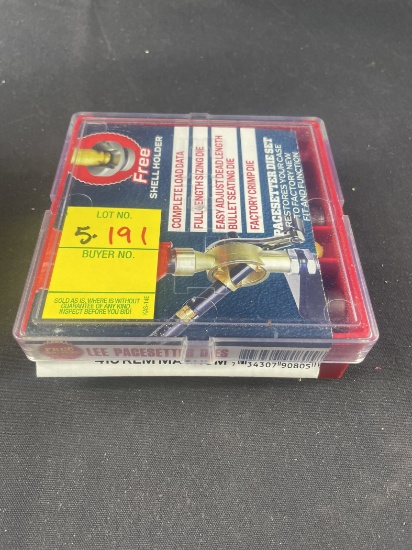 Free
SHELL HOLDER
COMPLETE LOAD DATA
FULL LENGTH SIZING DIE
EASY ADJUST DEAD LENGTH
BULLET SEATING DIE
FACTORY CRIMP DIE
PACESETTER DIE SET
RESTORES YOUR CASE
TO FACTORY NEW
FIT AND FUNCTION
LOT NO.
5-191
BUYER NO.
SOLD AS IS, WHERE IS WITHOUT
GUARANTEE OF ANY KIND.
INSPECT BEFORE YOU BID!
LEE PACESETTER DIES
34307 90805